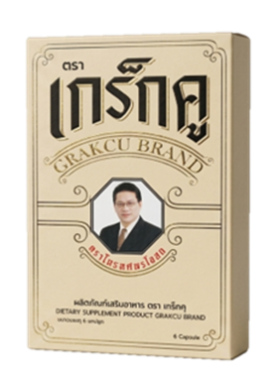 ตรา
เกร็กคู
GRAKCU BRAND
ผลิตภัณฑ์เสริมอาหาร ตรา เกร็กคุ
DIETARY SUPPLEMENT PRODUCT GRAKCU BRAND
6 Capsule